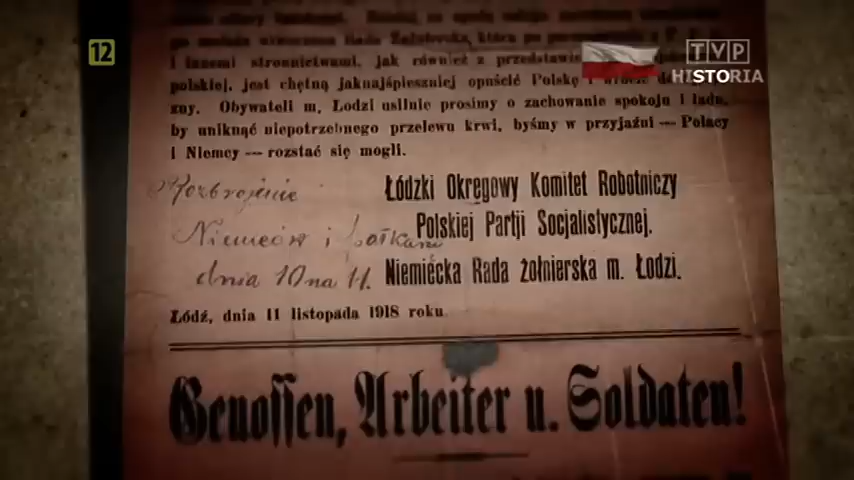 12
TVP
HISTORIA
i innemi stronnictwami, jak również z
polskiej, jest chętną jaknajśpieszniej opuścić Polskę i
zny. Obywateli m. Łodzi usilnie prosimy o zachowanie spokoju i ładu,
by uniknąć niepotrzebnego przelewu krwi, byśmy w przyjaźni — Polacy
i Niemcy — rozstać się mogli.
Łódzki Okręgowy Komitet Robotniczy
Polskiej Partji Socjalistycznej.
Niemiecka Rada żołnierska m. Łodzi.
Rozbrojenie
Niemców i
dnia 10 na 11.
Łódź, dnia 11 listopada 1918 roku
Genossen, Arbeiter u. Soldaten!